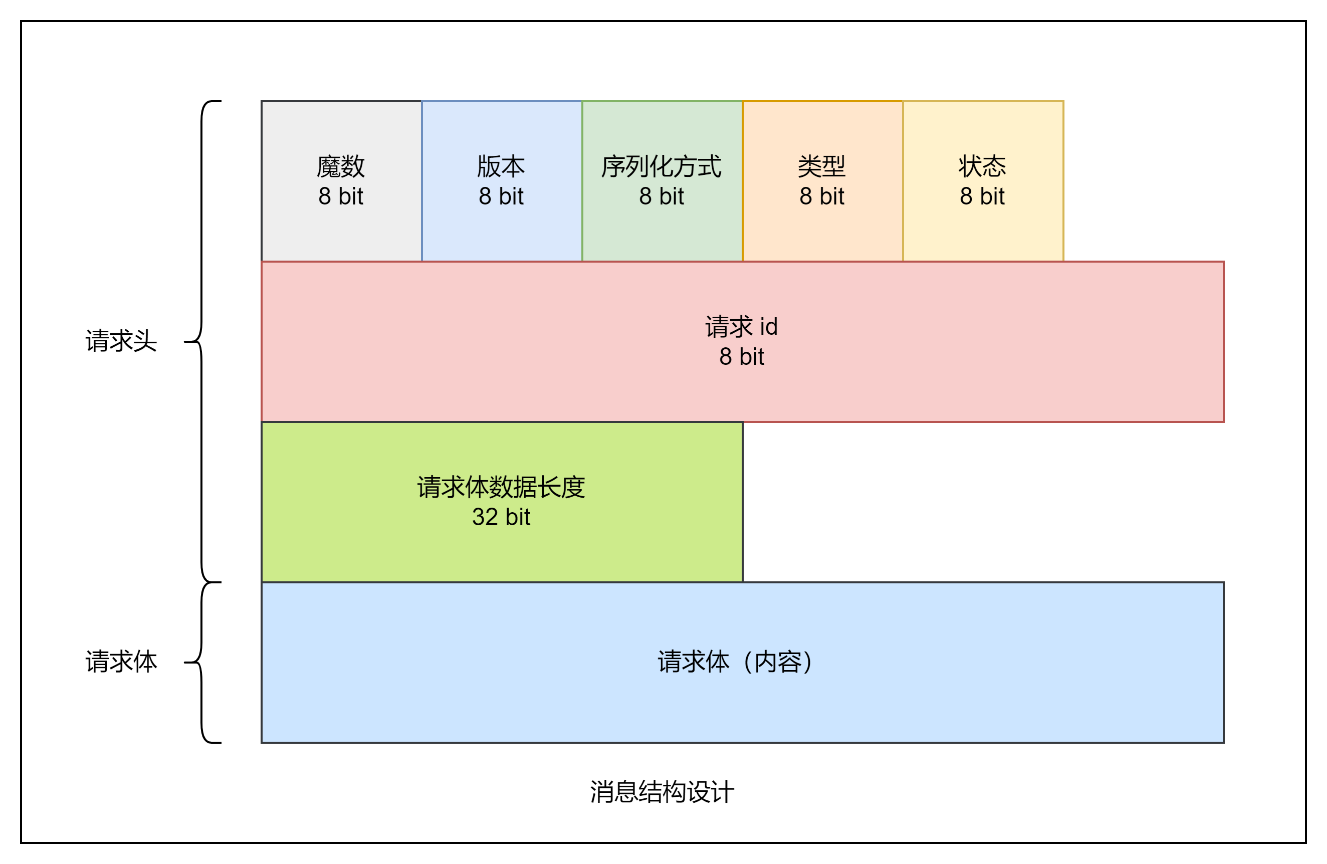 魔数
8 bit
版本
8 bit
序列化方式
8 bit
类型
8 bit
状态
8 bit
请求头
请求 id
8 bit
请求体数据长度
32 bit
请求体
请求体（内容）
消息结构设计